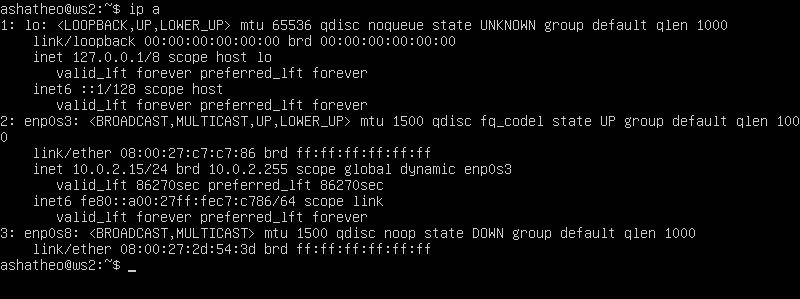 ashatheo@ws2:~$ ip a
1: lo: <LOOPBACK,UP,LOWER_UP> mtu 65536 qdisc noqueue state UNKNOWN group default qlen 1000
    link/loopback 00:00:00:00:00:00 brd 00:00:00:00:00:00
    inet 127.0.0.1/8 scope host lo
       valid_lft forever preferred_lft forever
    inet6 ::1/128 scope host
       valid_lft forever preferred_lft forever
2: enp0s3: <BROADCAST,MULTICAST,UP,LOWER_UP> mtu 1500 qdisc fq_codel state UP group default qlen 100
0
    link/ether 08:00:27:c7:c7:86 brd ff:ff:ff:ff:ff:ff
    inet 10.0.2.15/24 brd 10.0.2.255 scope global dynamic enp0s3
       valid_lft 86270sec preferred_lft 86270sec
    inet6 fe80::a00:27ff:fec7:c786/64 scope link
       valid_lft forever preferred_lft forever
3: enp0s8: <BROADCAST,MULTICAST> mtu 1500 qdisc noop state DOWN group default qlen 1000
    link/ether 08:00:27:2d:54:3d brd ff:ff:ff:ff:ff:ff
ashatheo@ws2:~$ _